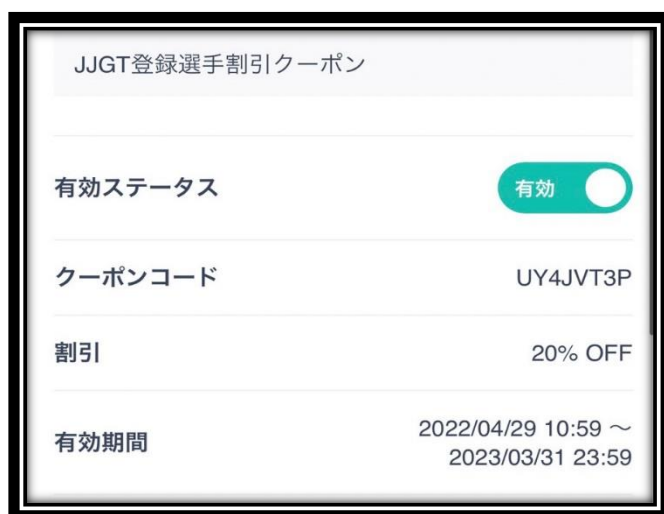 JJGT登録選手割引クーポン
有効ステータス
有効
クーポンコード
UY4JVT3P
割引
20% OFF
有効期間
2022/04/29 10:59 〜
2023/03/31 23:59